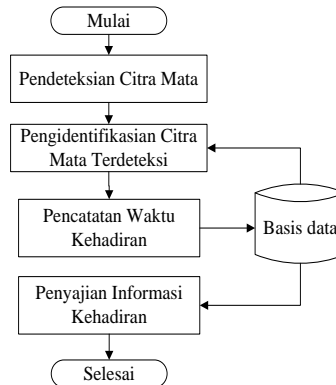 Mulai
Pendeteksian Citra Mata
Pengidentifikasian Citra
Mata Terdeteksi
Pencatatan Waktu
Kehadiran
Basis data
Penyajian Informasi
Kehadiran
Selesai